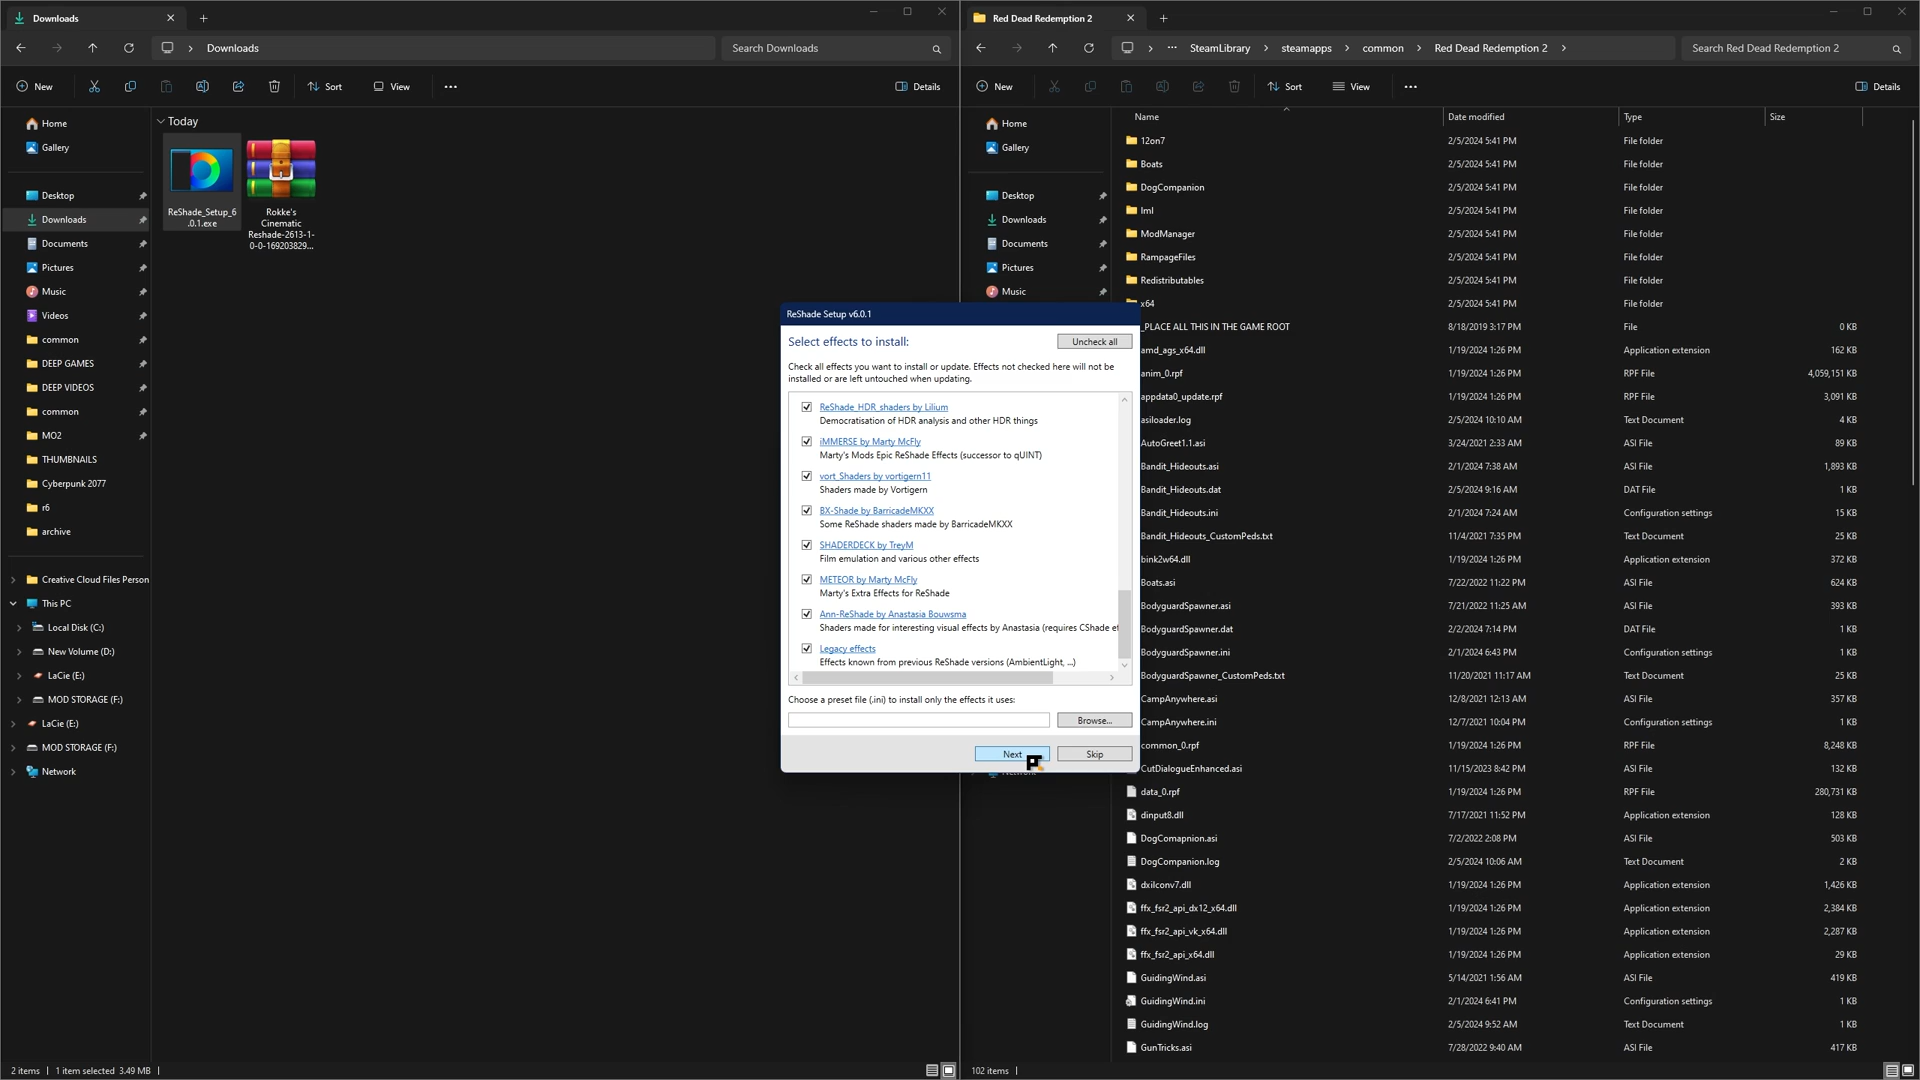 Downloads
Downloads
Search Downloads
New
Sort
View
Details
Home
Gallery
Desktop
Downloads
Documents
Pictures
Music
Videos
common
DEEP GAMES
DEEP VIDEOS
common
MO2
THUMBNAILS
Cyberpunk 2077
r6
archive
Creative Cloud Files Person
This PC
Local Disk (C:)
New Volume (D:)
LaCie (E:)
MOD STORAGE (F:)
LaCie (E:)
MOD STORAGE (F:)
Network
Today
ReShade_Setup_6
.0.1.exe
Rokke's
Cinematic
Reshade-2613-1-
0-0-169203829...
2 items
1 item selected 3.49 MB
ReShade Setup v6.0.1
Select effects to install:
Uncheck all
Check all effects you want to install or update. Effects not checked here will not be
installed or are left untouched when updating.
ReShade_HDR_shaders by Lilium
Democratisation of HDR analysis and other HDR things
iMMERSE by Marty McFly
Marty's Mods Epic ReShade Effects (successor to qUINT)
vort_Shaders by vortigern11
Shaders made by Vortigern
BX-Shade by BarricadeMKXX
Some ReShade shaders made by BarricadeMKXX
SHADERDECK by TreyM
Film emulation and various other effects
METEOR by Marty McFly
Marty's Extra Effects for ReShade
Ann-ReShade by Anastasia Bouwsma
Shaders made for interesting visual effects by Anastasia (requires CShade ef
Legacy effects
Effects known from previous ReShade versions (AmbientLight, ...)
Choose a preset file (.ini) to install only the effects it uses:
Browse...
Next
Skip
Red Dead Redemption 2
SteamLibrary
steamapps
common
Red Dead Redemption 2
Search Red Dead Redemption 2
New
Sort
View
Details
Home
Gallery
Desktop
Downloads
Documents
Pictures
Music
Network
Name Date modified Type Size
12on7 2/5/2024 5:41 PM File folder
Boats 2/5/2024 5:41 PM File folder
DogCompanion 2/5/2024 5:41 PM File folder
lml 2/5/2024 5:41 PM File folder
ModManager 2/5/2024 5:41 PM File folder
RampageFiles 2/5/2024 5:41 PM File folder
Redistributables 2/5/2024 5:41 PM File folder
x64 2/5/2024 5:41 PM File folder
_PLACE ALL THIS IN THE GAME ROOT 8/18/2019 3:17 PM File 0 KB
amd_ags_x64.dll 1/19/2024 1:26 PM Application extension 162 KB
anim_0.rpf 1/19/2024 1:26 PM RPF File 4,059,151 KB
appdata0_update.rpf 1/19/2024 1:26 PM RPF File 3,091 KB
asiloader.log 2/5/2024 10:10 AM Text Document 4 KB
AutoGreet1.1.asi 3/24/2021 2:33 AM ASI File 89 KB
Bandit_Hideouts.asi 2/1/2024 7:38 AM ASI File 1,893 KB
Bandit_Hideouts.dat 2/5/2024 9:16 AM DAT File 1 KB
Bandit_Hideouts.ini 2/1/2024 7:24 AM Configuration settings 15 KB
Bandit_Hideouts_CustomPeds.txt 11/4/2021 7:35 PM Text Document 25 KB
bink2w64.dll 1/19/2024 1:26 PM Application extension 372 KB
Boats.asi 7/22/2022 11:22 PM ASI File 624 KB
BodyguardSpawner.asi 7/21/2022 11:25 AM ASI File 393 KB
BodyguardSpawner.dat 2/2/2024 7:14 PM DAT File 1 KB
BodyguardSpawner.ini 2/1/2024 6:43 PM Configuration settings 1 KB
BodyguardSpawner_CustomPeds.txt 11/20/2021 11:17 AM Text Document 25 KB
CampAnywhere.asi 12/8/2021 12:13 AM ASI File 357 KB
CampAnywhere.ini 12/7/2021 10:04 PM Configuration settings 1 KB
common_0.rpf 1/19/2024 1:26 PM RPF File 8,248 KB
CutDialogueEnhanced.asi 11/15/2023 8:42 PM ASI File 132 KB
data_0.rpf 1/19/2024 1:26 PM RPF File 280,731 KB
dinput8.dll 7/17/2021 11:52 PM Application extension 128 KB
DogComapnion.asi 7/2/2022 2:08 PM ASI File 503 KB
DogCompanion.log 2/5/2024 10:06 AM Text Document 2 KB
dxilconv7.dll 1/19/2024 1:26 PM Application extension 1,426 KB
ffx_fsr2_api_dx12_x64.dll 1/19/2024 1:26 PM Application extension 2,384 KB
ffx_fsr2_api_vk_x64.dll 1/19/2024 1:26 PM Application extension 2,287 KB
ffx_fsr2_api_x64.dll 1/19/2024 1:26 PM Application extension 29 KB
GuidingWind.asi 5/14/2021 1:56 AM ASI File 419 KB
GuidingWind.ini 2/1/2024 6:41 PM Configuration settings 1 KB
GuidingWind.log 2/5/2024 9:52 AM Text Document 1 KB
GunTricks.asi 7/28/2022 9:40 AM ASI File 417 KB
102 items